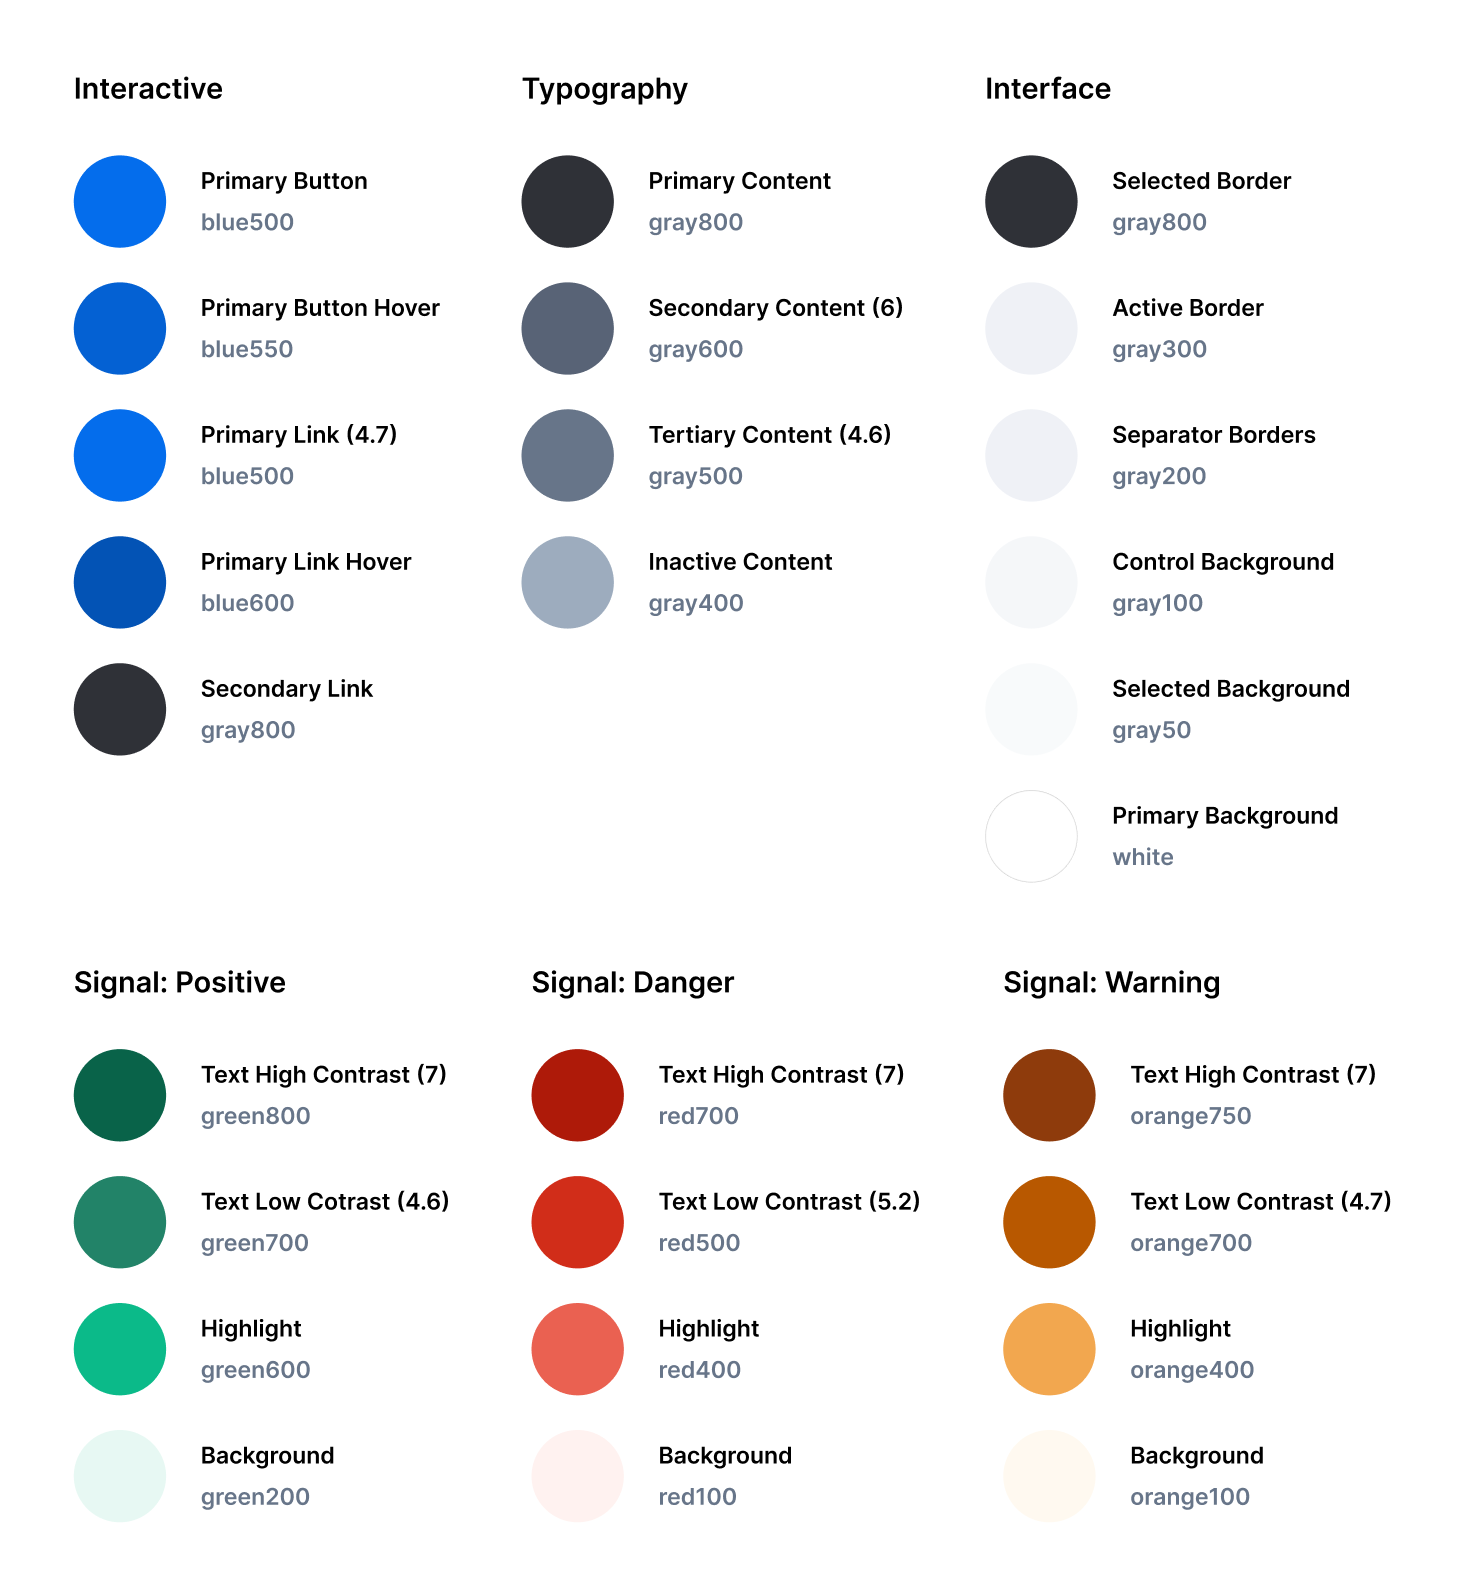 Interactive
Primary Button
blue500
Primary Button Hover
blue550
Primary Link (4.7)
blue500
Primary Link Hover
blue600
Secondary Link
gray800
Typography
Primary Content
gray800
Secondary Content (6)
gray600
Tertiary Content (4.6)
gray500
Inactive Content
gray400
Interface
Selected Border
gray800
Active Border
gray300
Separator Borders
gray200
Control Background
gray100
Selected Background
gray50
Primary Background
white
Signal: Positive
Text High Contrast (7)
green800
Text Low Cotrast (4.6)
green700
Highlight
green600
Background
green200
Signal: Danger
Text High Contrast (7)
red700
Text Low Contrast (5.2)
red500
Highlight
red400
Background
red100
Signal: Warning
Text High Contrast (7)
orange750
Text Low Contrast (4.7)
orange700
Highlight
orange400
Background
orange100